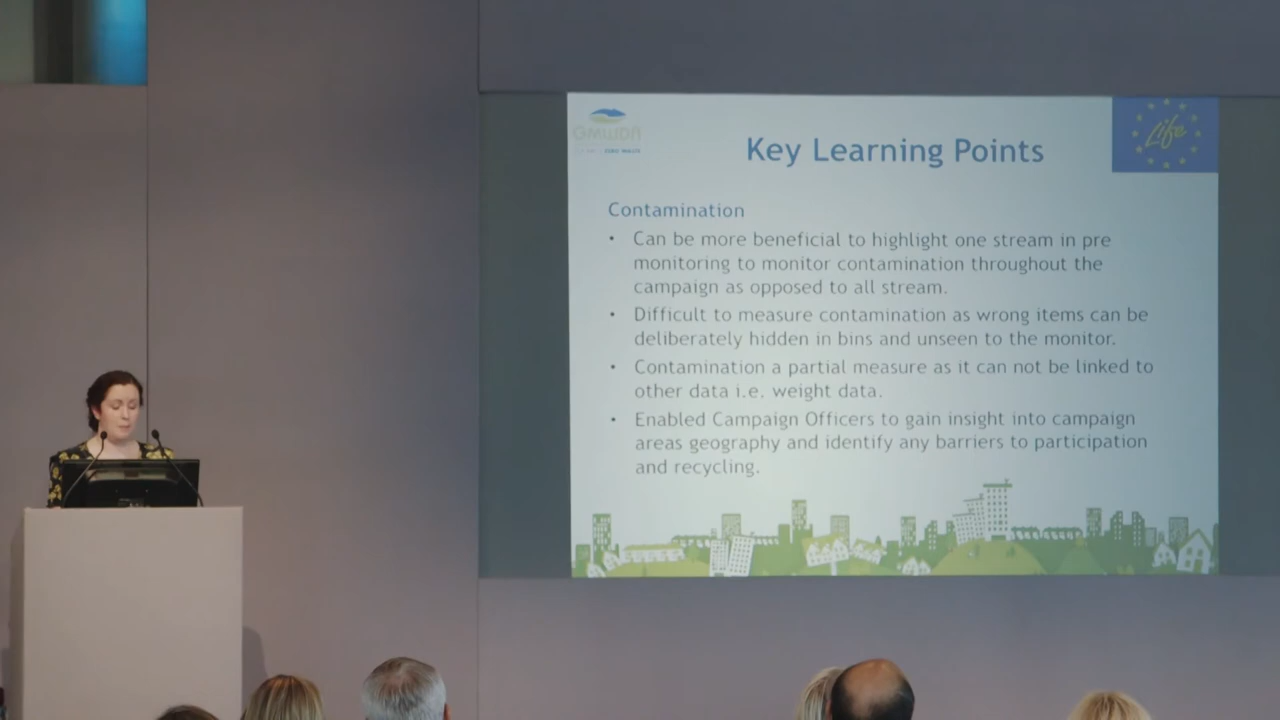 GMWDA
ZERO WASTE
Life
Key Learning Points
Contamination
• Can be more beneficial to highlight one stream in pre
monitoring to monitor contamination throughout the
campaign as opposed to all stream.
• Difficult to measure contamination as wrong items can be
deliberately hidden in bins and unseen to the monitor.
• Contamination a partial measure as it can not be linked to
other data i.e. weight data.
• Enabled Campaign Officers to gain insight into campaign
areas geography and identify any barriers to participation
and recycling.